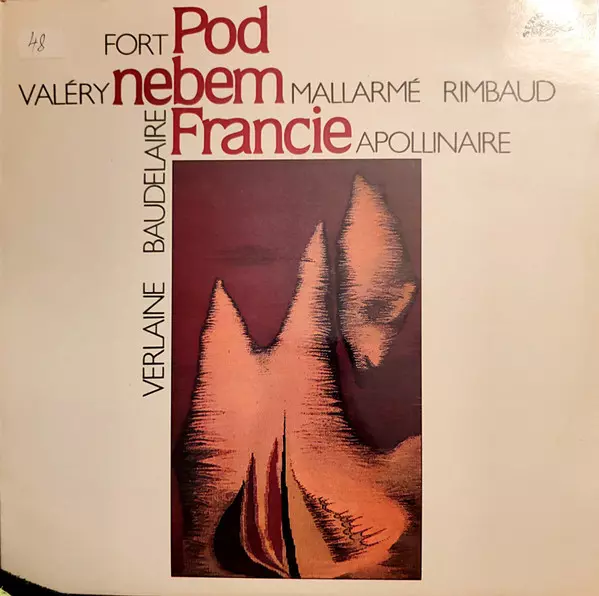 48
FORT Pod
VALÉRY nebem MALLARMÉ RIMBAUD
Francie APOLLINAIRE
BAUDELAIRE
VERLAINE